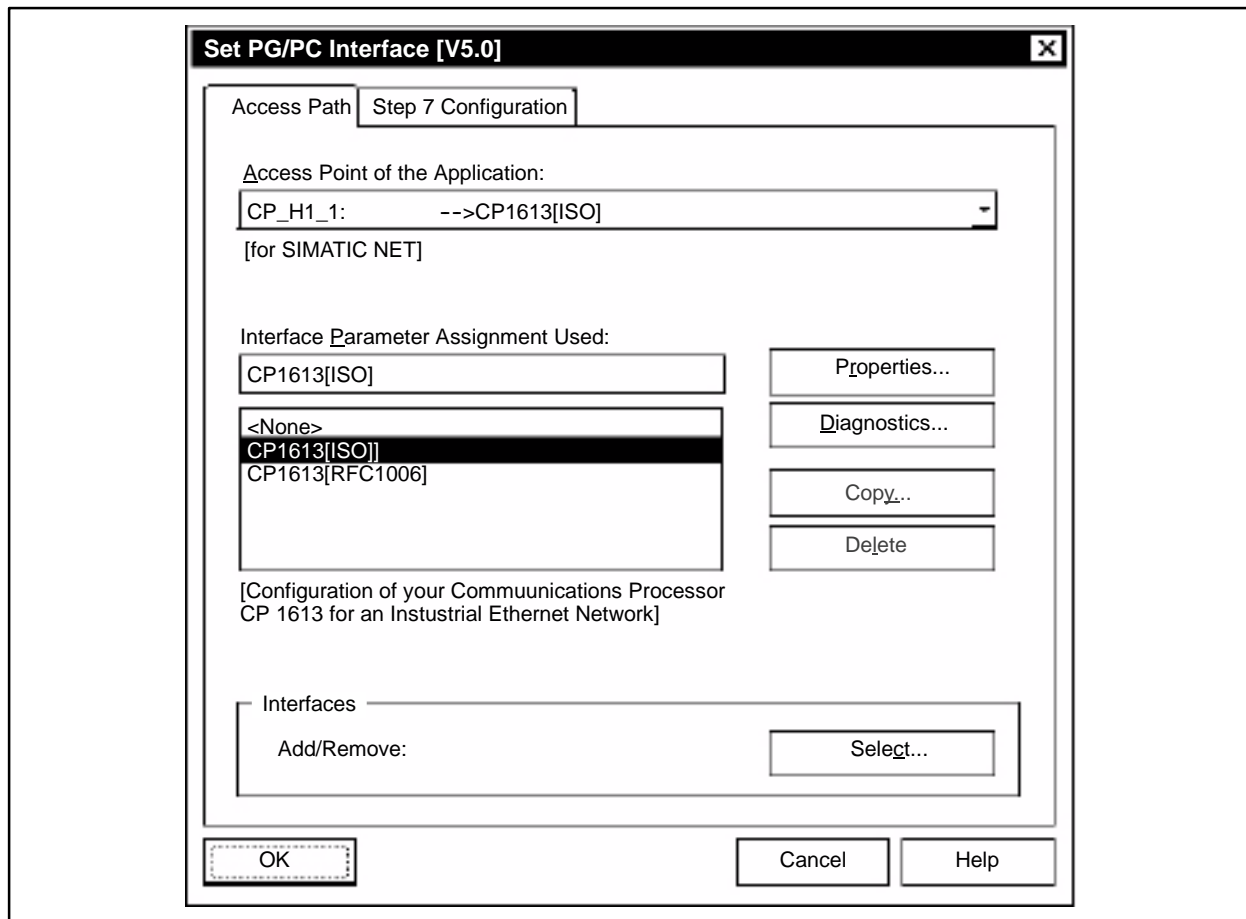 Set PG/PC Interface [V5.0]
Access Path
Step 7 Configuration
Access Point of the Application:
CP_H1_1: -->CP1613[ISO]
[for SIMATIC NET]
Interface Parameter Assignment Used:
CP1613[ISO]
Properties...
<None>
CP1613[ISO]]
CP1613[RFC1006]
Diagnostics...
Copy...
Delete
[Configuration of your Commuunications Processor
CP 1613 for an Instustrial Ethernet Network]
Interfaces
Add/Remove:
Select...
OK
Cancel
Help